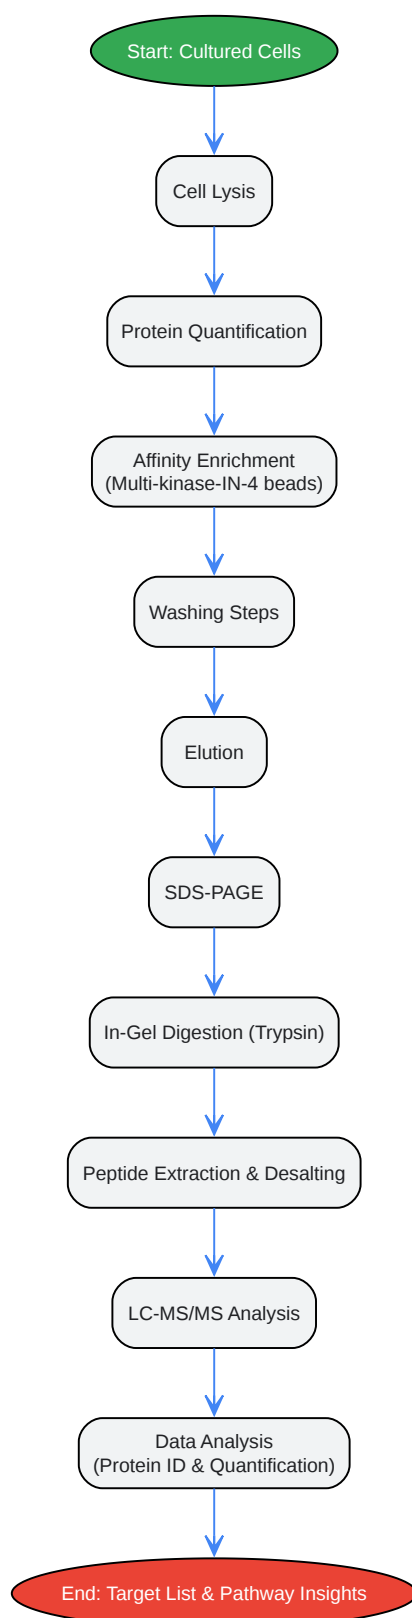 Start: Cultured Cells
Cell Lysis
Protein Quantification
Affinity Enrichment
(Multi-kinase-IN-4 beads)
Washing Steps
Elution
SDS-PAGE
In-Gel Digestion (Trypsin)
Peptide Extraction & Desalting
LC-MS/MS Analysis
Data Analysis
(Protein ID & Quantification)
End: Target List & Pathway Insights